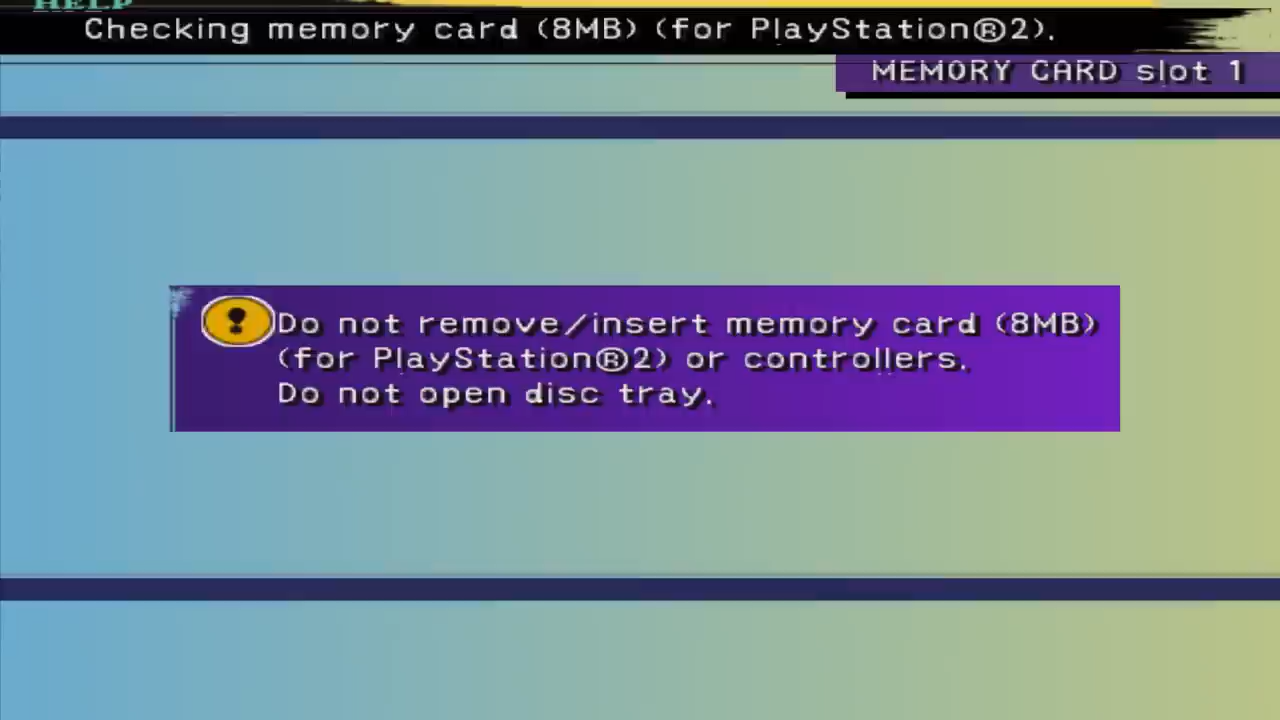 HELP
Checking memory card (8MB) (for PlayStation®2).
MEMORY CARD slot 1
Do not remove/insert memory card (8MB)
(for PlayStation®2) or controllers.
Do not open disc tray.